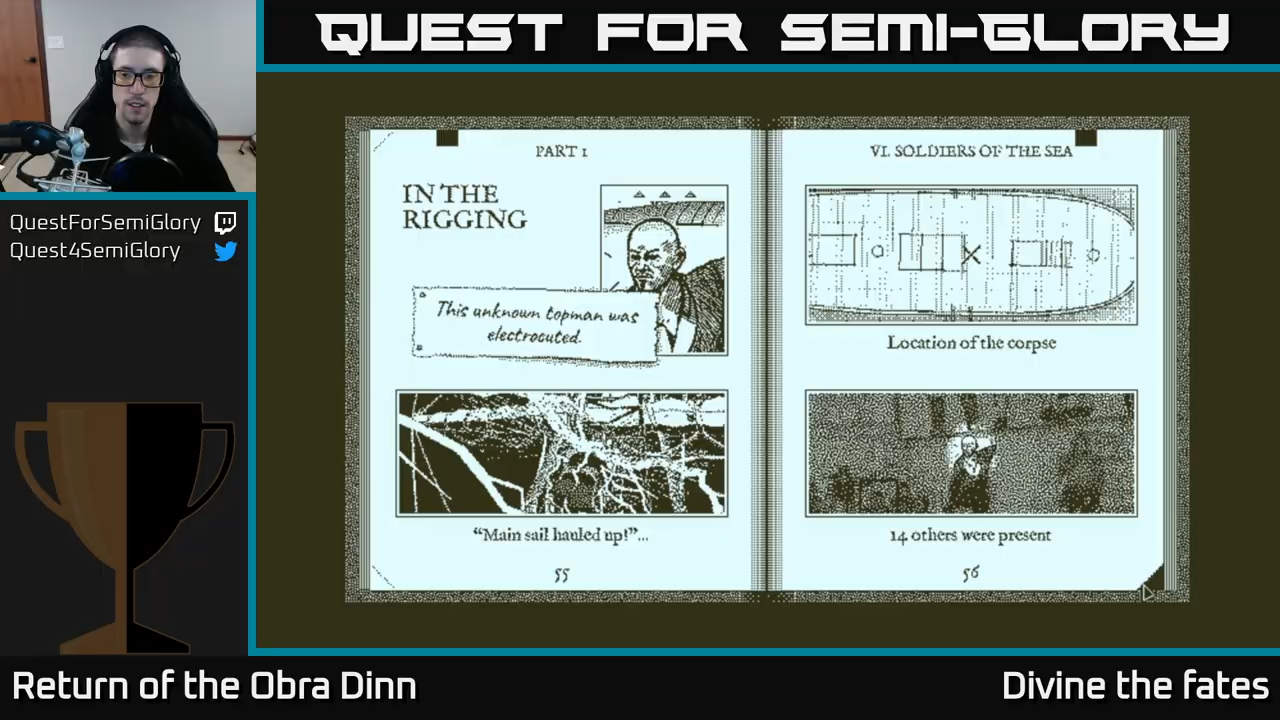 QUEST FOR SEMI-GLORY
QuestForSemiGlory
Quest4SemiGlory
PART 1
IN THE
RIGGING
This unknown topman was
electrocuted.
"Main sail hauled up!"...
55
VI. SOLDIERS OF THE SEA
Location of the corpse
14 others were present
56
Return of the Obra Dinn
Divine the fates